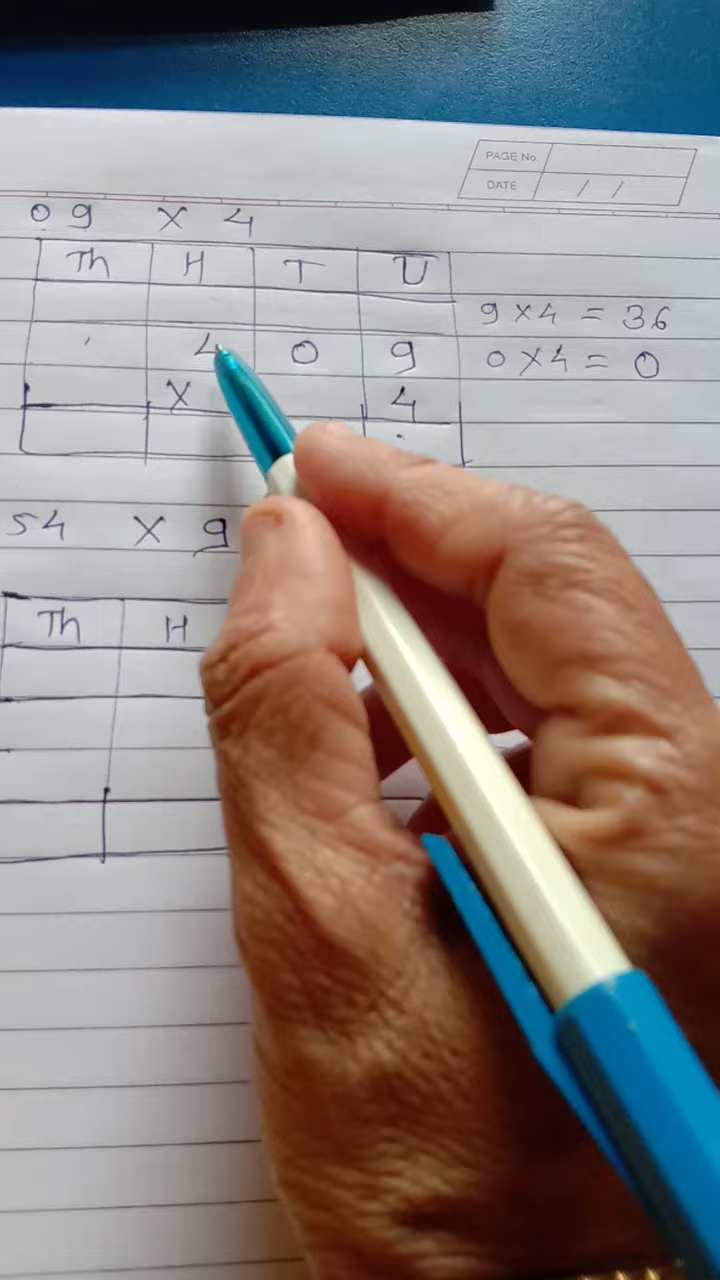 PAGE No.
DATE / /
09 X 4
Th H T U
9 X 4 = 36
4 0 9 0 X 4 = 0
X 4
54 X 9
Th H